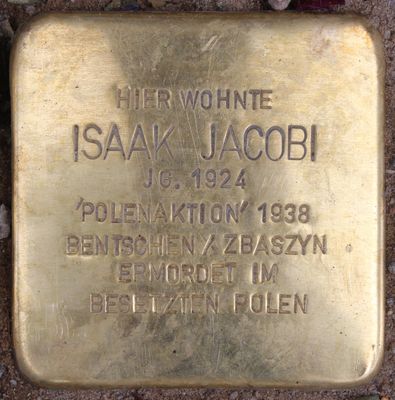 HIER WOHNTE
ISAAK JACOBI
JG. 1924
'POLENAKTION' 1938
BENTSCHEN / ZBASZYN
ERMORDET IM
BESETZTEN POLEN